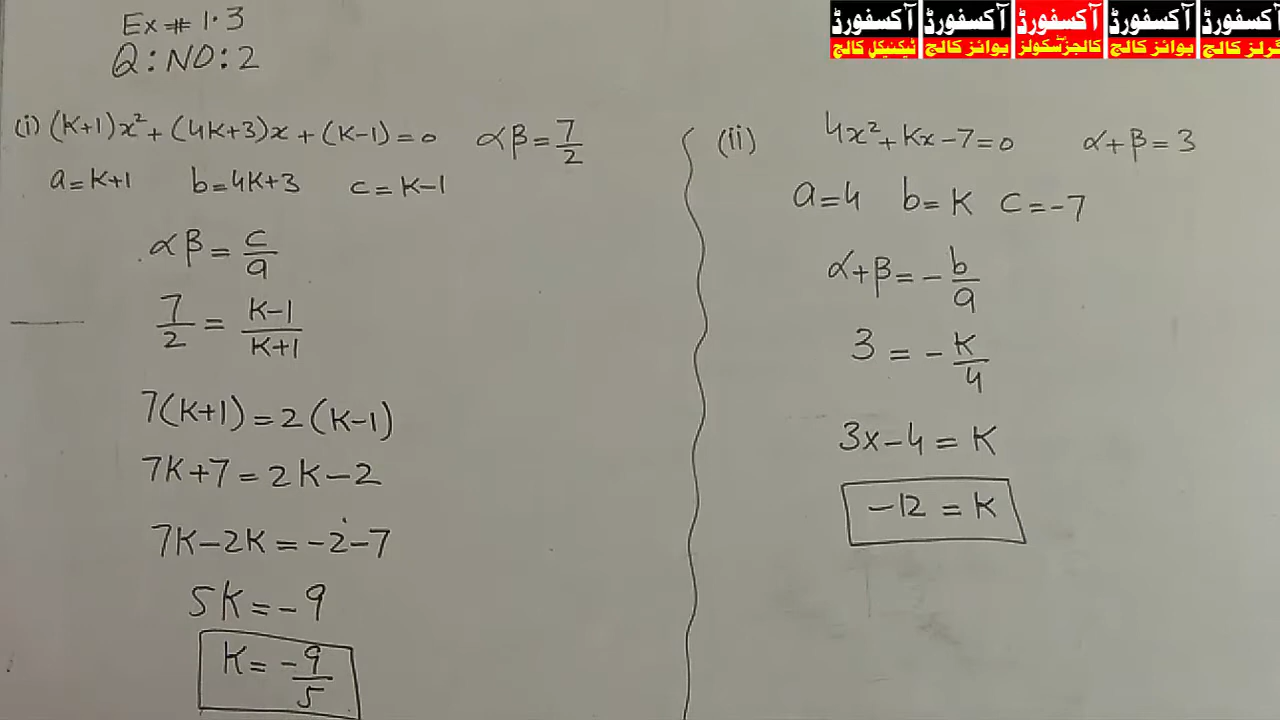 Ex # 1.3
Q:NO:2
آکسفورڈ ٹیکنیکل کالج
آکسفورڈ بوائز کالج
آکسفورڈ کالجز سکولز
آکسفورڈ بوائز کالج
آکسفورڈ گرلز کالج
(i) (K+1)x² + (4K+3)x + (K-1) = 0 αβ = 7/2
a = K+1 b = 4K+3 c = K-1
αβ = c/a
7/2 = K-1/K+1
7(K+1) = 2(K-1)
7K+7 = 2K-2
7K-2K = -2-7
5K = -9
K = -9/5
(ii) 4x² + Kx - 7 = 0 α+β = 3
a = 4 b = K c = -7
α+β = -b/a
3 = -K/4
3x-4 = K
-12 = K